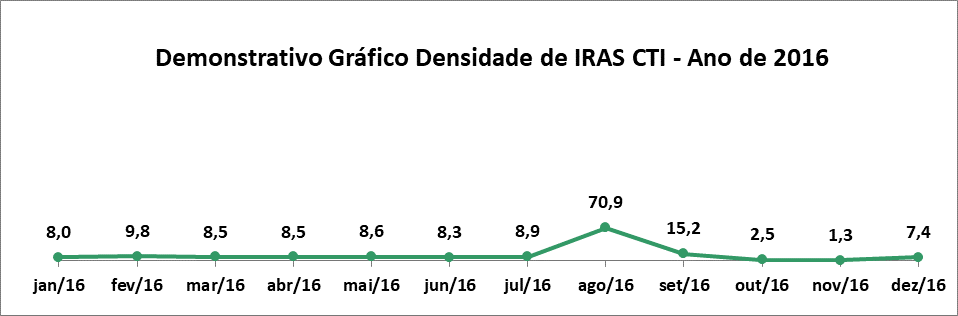 Demonstrativo Gráfico Densidade de IRAS CTI - Ano de 2016
8,0 9,8 8,5 8,5 8,6 8,3 8,9 70,9 15,2 2,5 1,3 7,4
jan/16 fev/16 mar/16 abr/16 mai/16 jun/16 jul/16 ago/16 set/16 out/16 nov/16 dez/16